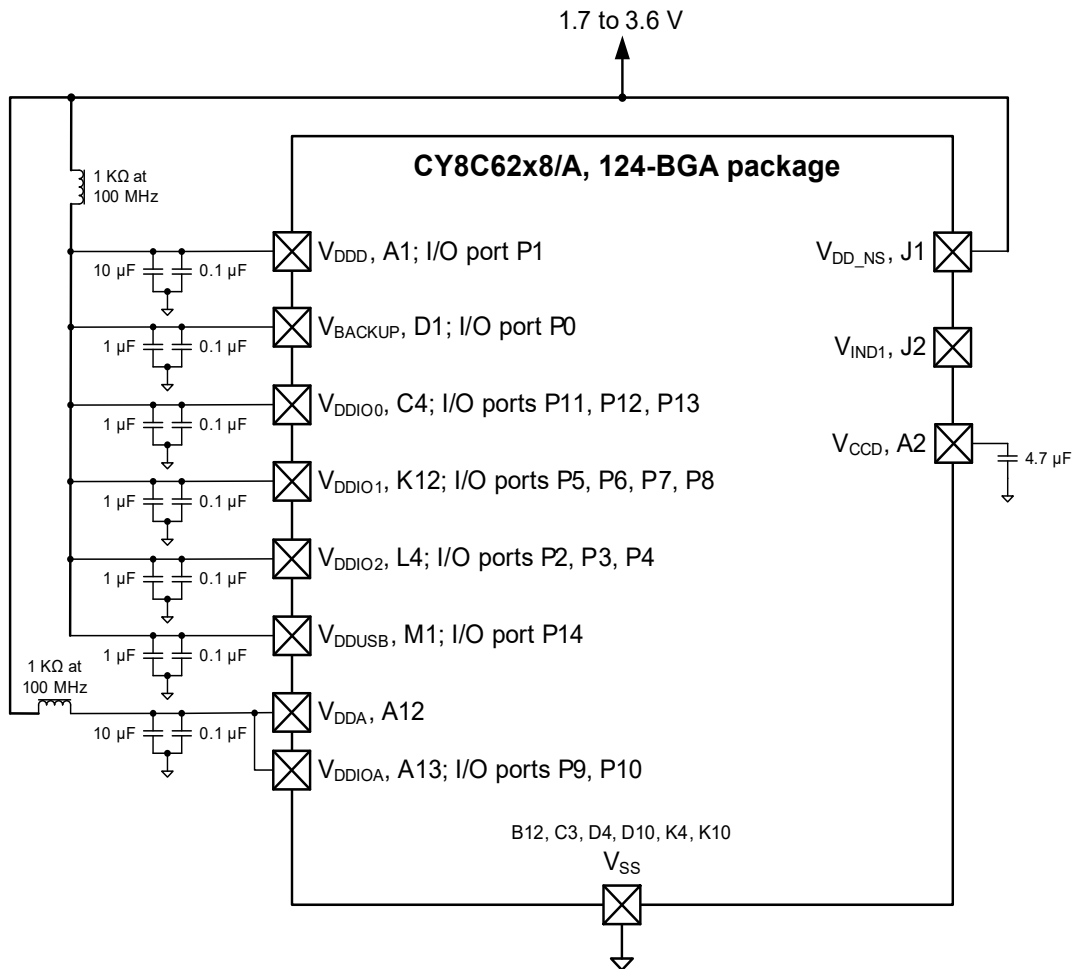 1.7 to 3.6 V
CY8C62x8/A, 124-BGA package
1 KΩ at
100 MHz
10 µF
0.1 µF
VDDD, A1; I/O port P1
VDD_NS, J1
1 µF
0.1 µF
VBACKUP, D1; I/O port P0
VIND1, J2
1 µF
0.1 µF
VDDIO0, C4; I/O ports P11, P12, P13
VCCD, A2
4.7 µF
1 µF
0.1 µF
VDDIO1, K12; I/O ports P5, P6, P7, P8
1 µF
0.1 µF
VDDIO2, L4; I/O ports P2, P3, P4
1 µF
0.1 µF
VDDUSB, M1; I/O port P14
1 KΩ at
100 MHz
10 µF
0.1 µF
VDDA, A12
VDDIOA, A13; I/O ports P9, P10
B12, C3, D4, D10, K4, K10
VSS